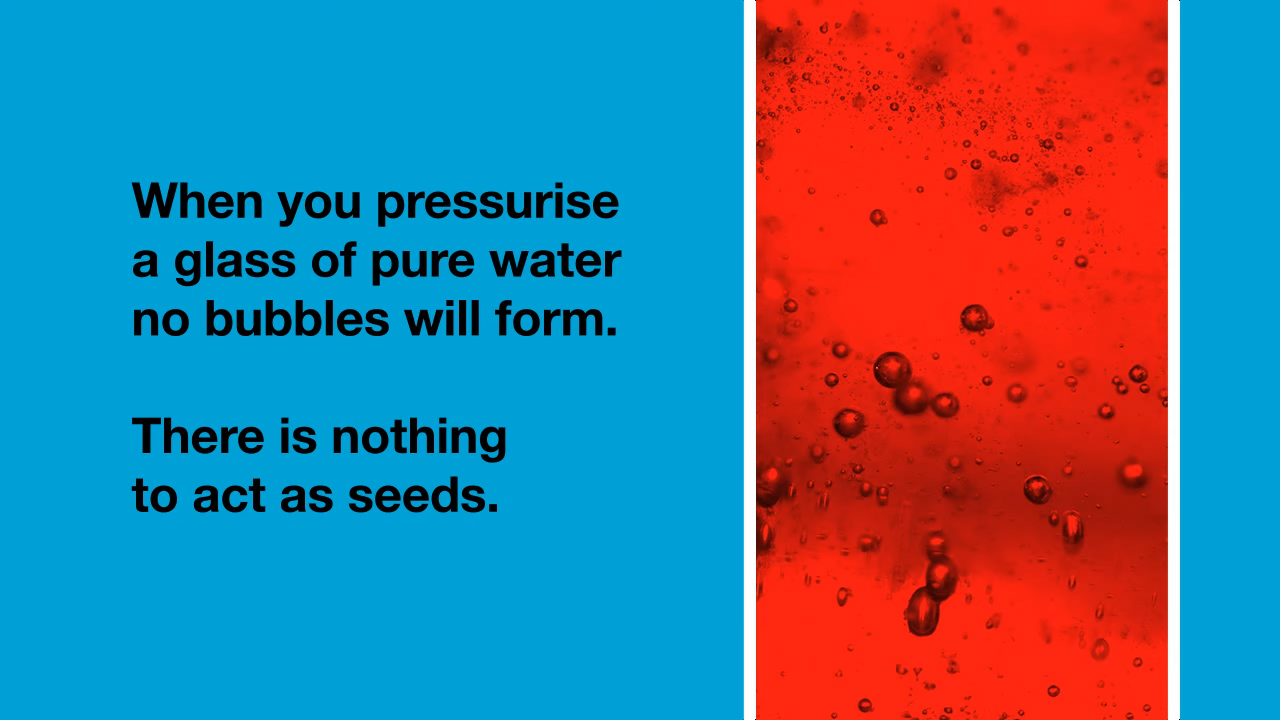 When you pressurise
a glass of pure water
no bubbles will form.
There is nothing
to act as seeds.